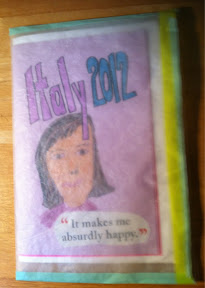 Italy 2012
“It makes me
absurdly happy.”